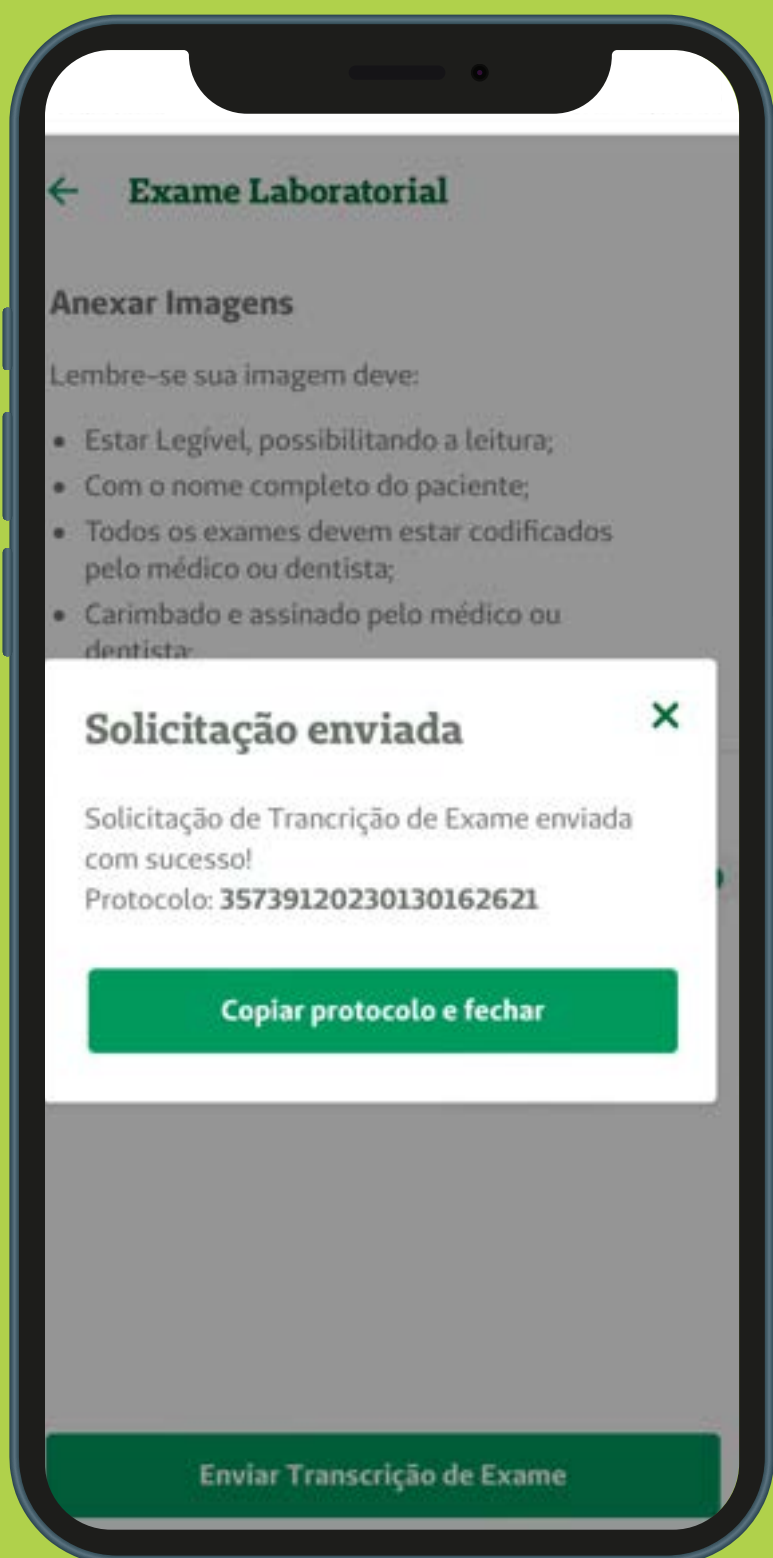 Exame Laboratorial
Anexar Imagens
Lembre-se sua imagem deve:
• Estar Legível, possibilitando a leitura;
• Com o nome completo do paciente;
• Todos os exames devem estar codificados
pelo médico ou dentista;
• Carimbado e assinado pelo médico ou
dentista;
Solicitação enviada
Solicitação de Trancrição de Exame enviada
com sucesso!
Protocolo: 35739120230130162621
Copiar protocolo e fechar
Enviar Transcrição de Exame